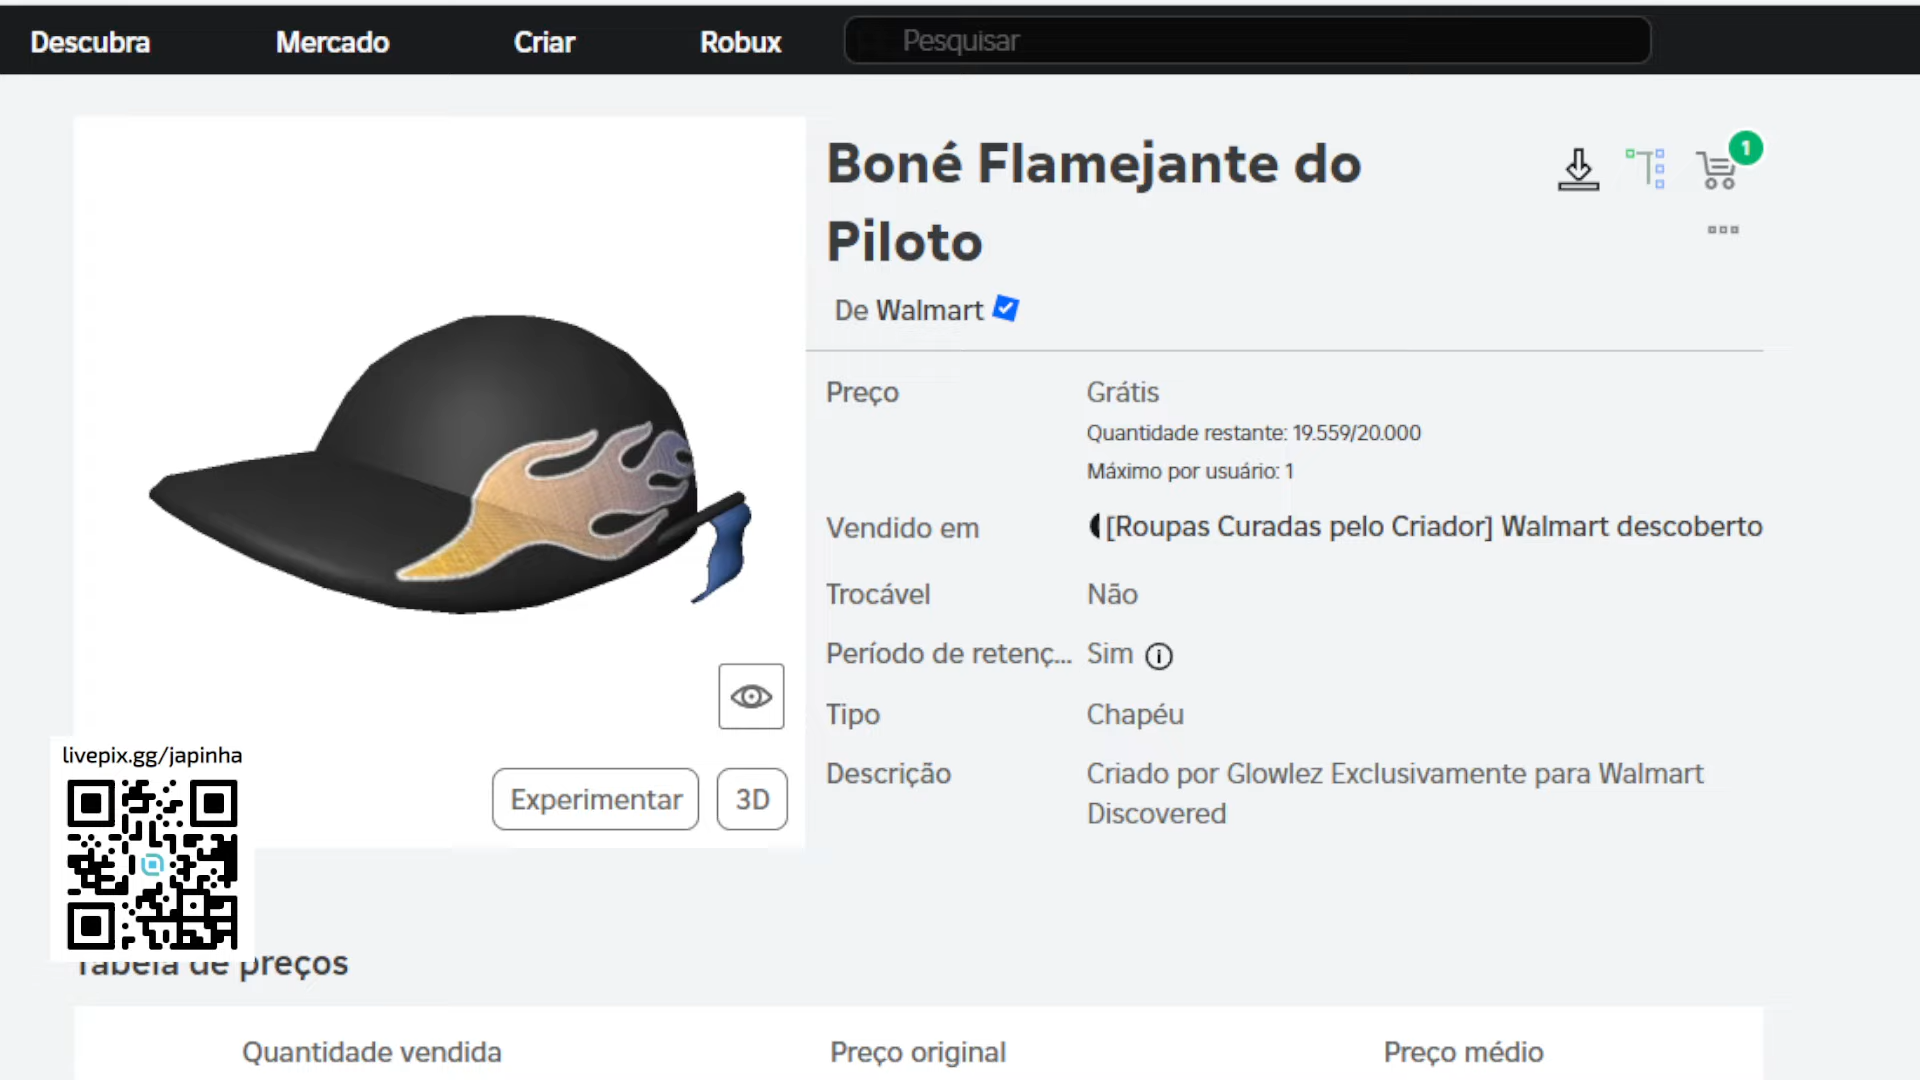 Descubra Mercado Criar Robux Pesquisar
Boné Flamejante do
Piloto
1
De Walmart
Preço Grátis
Quantidade restante: 19.559/20.000
Máximo por usuário: 1
Vendido em [Roupas Curadas pelo Criador] Walmart descoberto
Trocável Não
Período de retenç... Sim
Tipo Chapéu
Descrição Criado por Glowlez Exclusivamente para Walmart
Discovered
Experimentar 3D
livepix.gg/japinha
Tabela de preços
Quantidade vendida Preço original Preço médio